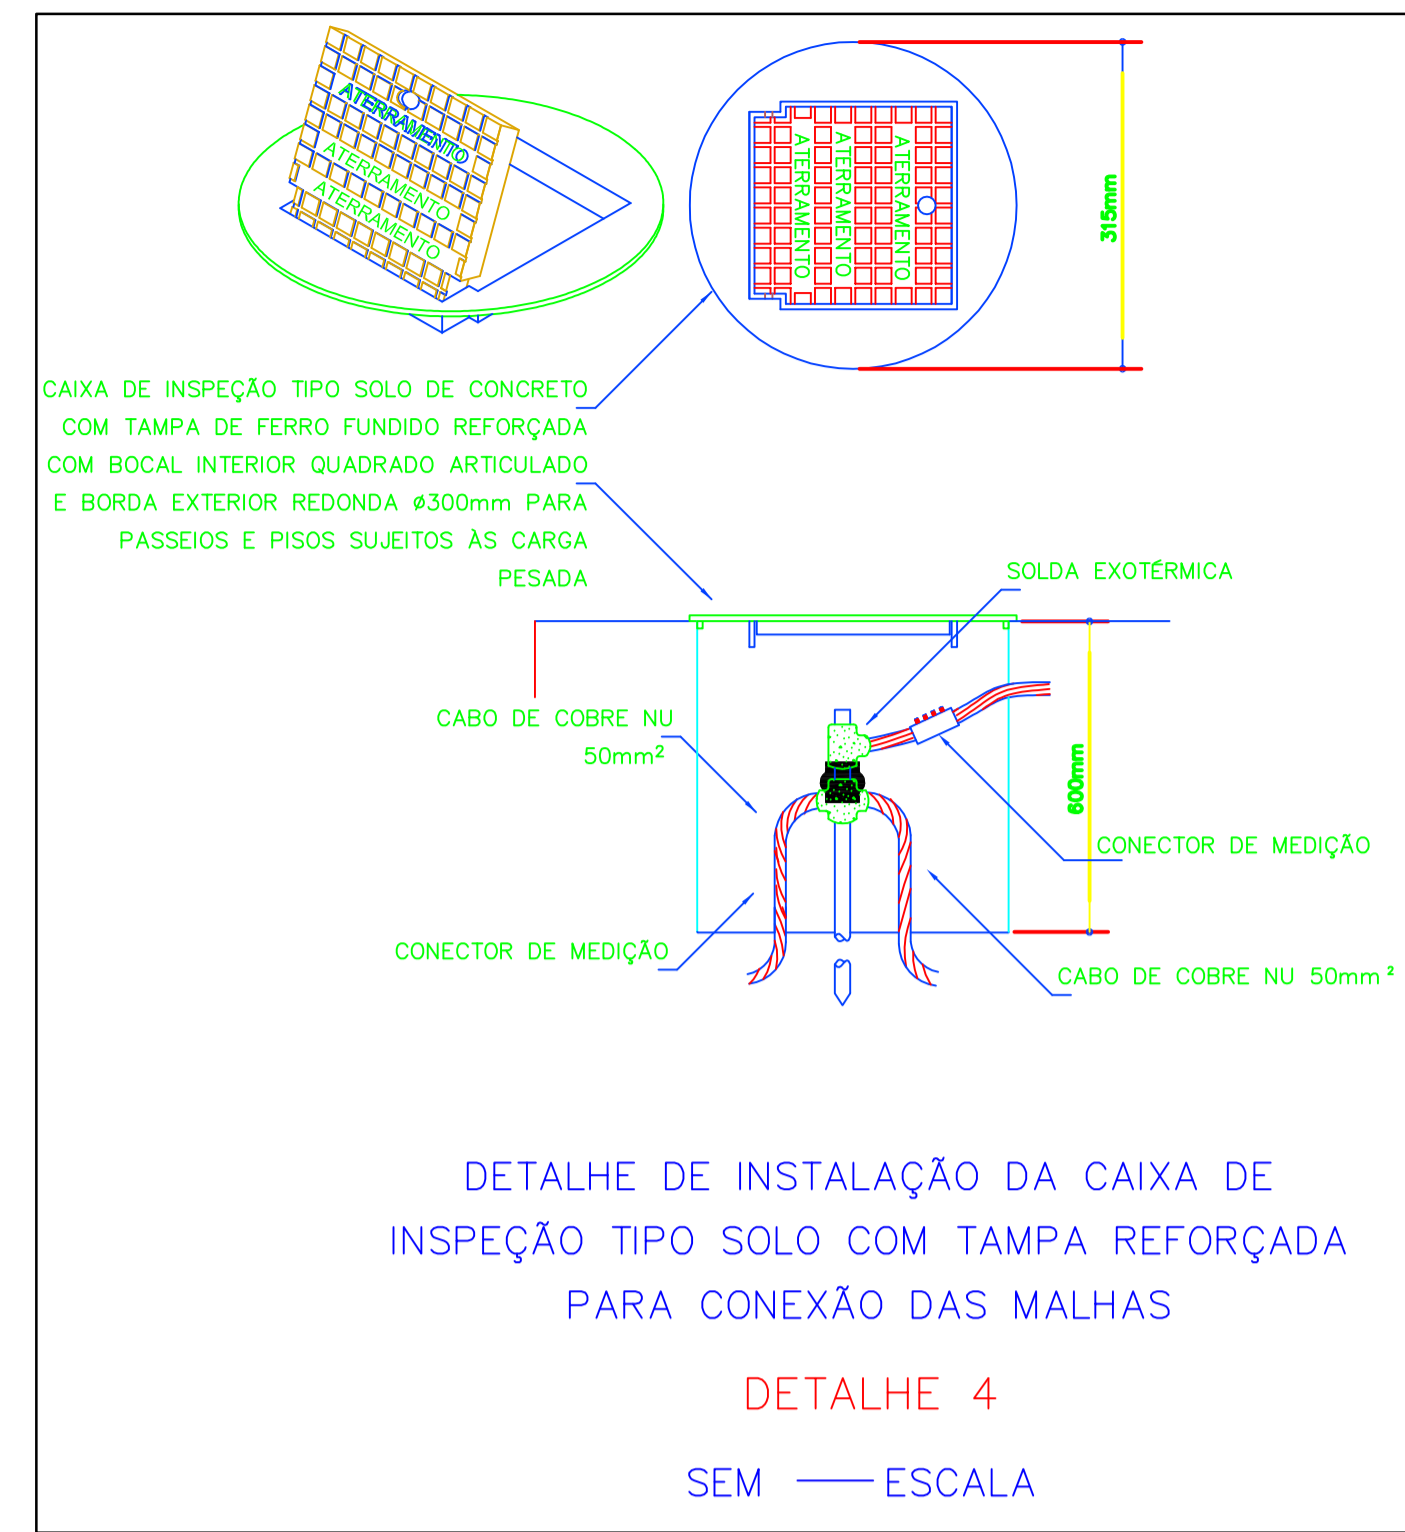 ATERRAMENTO
ATERRAMENTO
ATERRAMENTO
ATERRAMENTO
ATERRAMENTO
ATERRAMENTO
315mm
CAIXA DE INSPEÇÃO TIPO SOLO DE CONCRETO
COM TAMPA DE FERRO FUNDIDO REFORÇADA
COM BOCAL INTERIOR QUADRADO ARTICULADO
E BORDA EXTERIOR REDONDA ø300mm PARA
PASSEIOS E PISOS SUJEITOS ÀS CARGA
PESADA
SOLDA EXOTÉRMICA
CABO DE COBRE NU
50mm²
600mm
CONECTOR DE MEDIÇÃO
CONECTOR DE MEDIÇÃO
CABO DE COBRE NU 50mm²
DETALHE DE INSTALAÇÃO DA CAIXA DE
INSPEÇÃO TIPO SOLO COM TAMPA REFORÇADA
PARA CONEXÃO DAS MALHAS
DETALHE 4
SEM — ESCALA